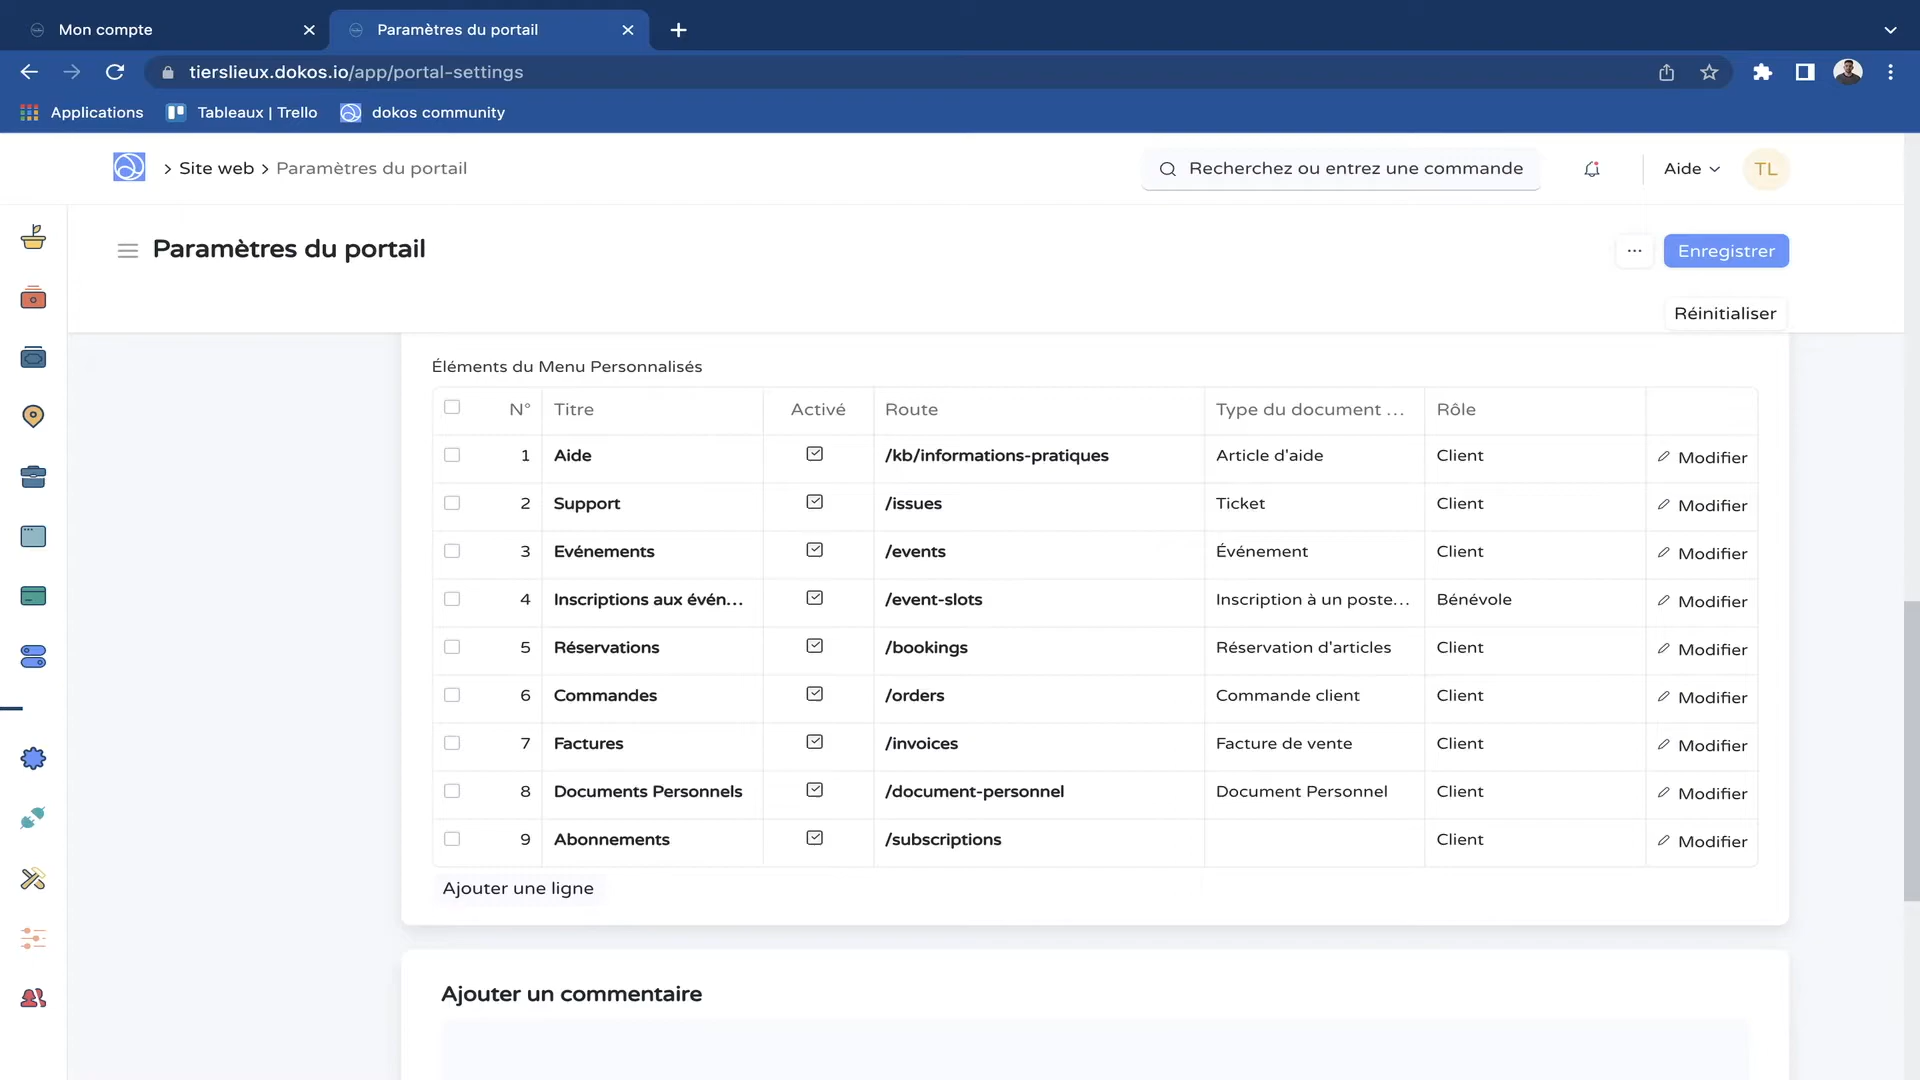 Mon compte
Paramètres du portail
tierslieux.dokos.io/app/portal-settings
Applications
Tableaux | Trello
dokos community
Site web
Paramètres du portail
Recherchez ou entrez une commande
Aide
TL
Paramètres du portail
...
Enregistrer
Réinitialiser
Éléments du Menu Personnalisés
N° Titre Activé Route Type du document ... Rôle
1 Aide /kb/informations-pratiques Article d'aide Client Modifier
2 Support /issues Ticket Client Modifier
3 Evénements /events Événement Client Modifier
4 Inscriptions aux évén... /event-slots Inscription à un poste... Bénévole Modifier
5 Réservations /bookings Réservation d'articles Client Modifier
6 Commandes /orders Commande client Client Modifier
7 Factures /invoices Facture de vente Client Modifier
8 Documents Personnels /document-personnel Document Personnel Client Modifier
9 Abonnements /subscriptions Client Modifier
Ajouter une ligne
Ajouter un commentaire